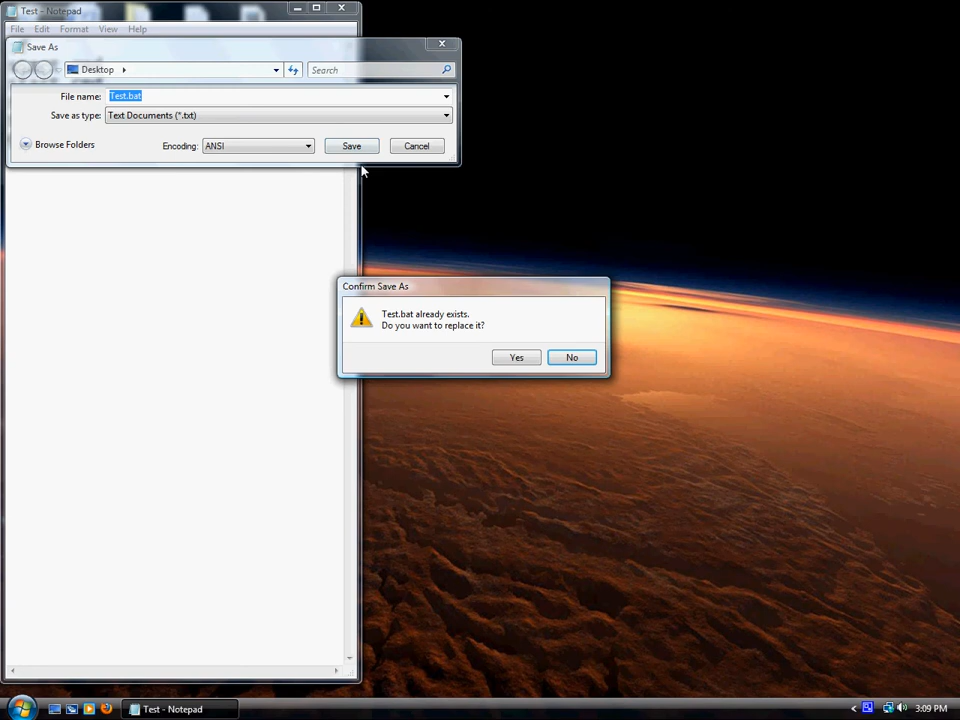 Test - Notepad
File Edit Format View Help
Save As
Desktop
Search
File name: Test.bat
Save as type: Text Documents (*.txt)
Browse Folders
Encoding: ANSI
Save
Cancel
Confirm Save As
Test.bat already exists.
Do you want to replace it?
Yes
No
Test - Notepad
3:09 PM